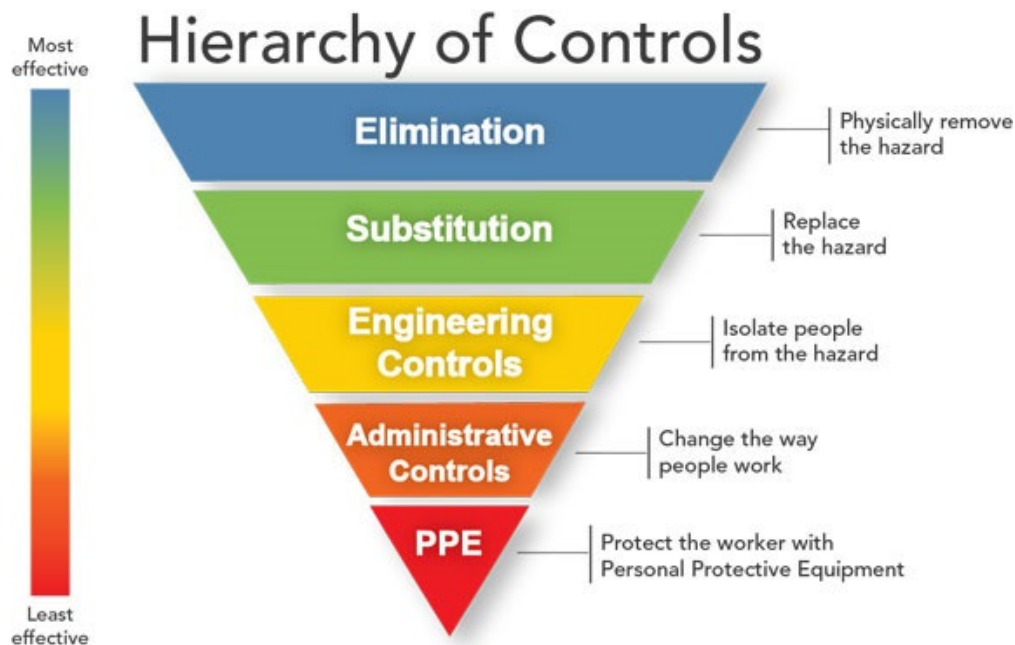 Hierarchy of Controls
Most
effective
Elimination
Physically remove
the hazard
Substitution
Replace
the hazard
Engineering
Controls
Isolate people
from the hazard
Administrative
Controls
Change the way
people work
PPE
Protect the worker with
Personal Protective Equipment
Least
effective